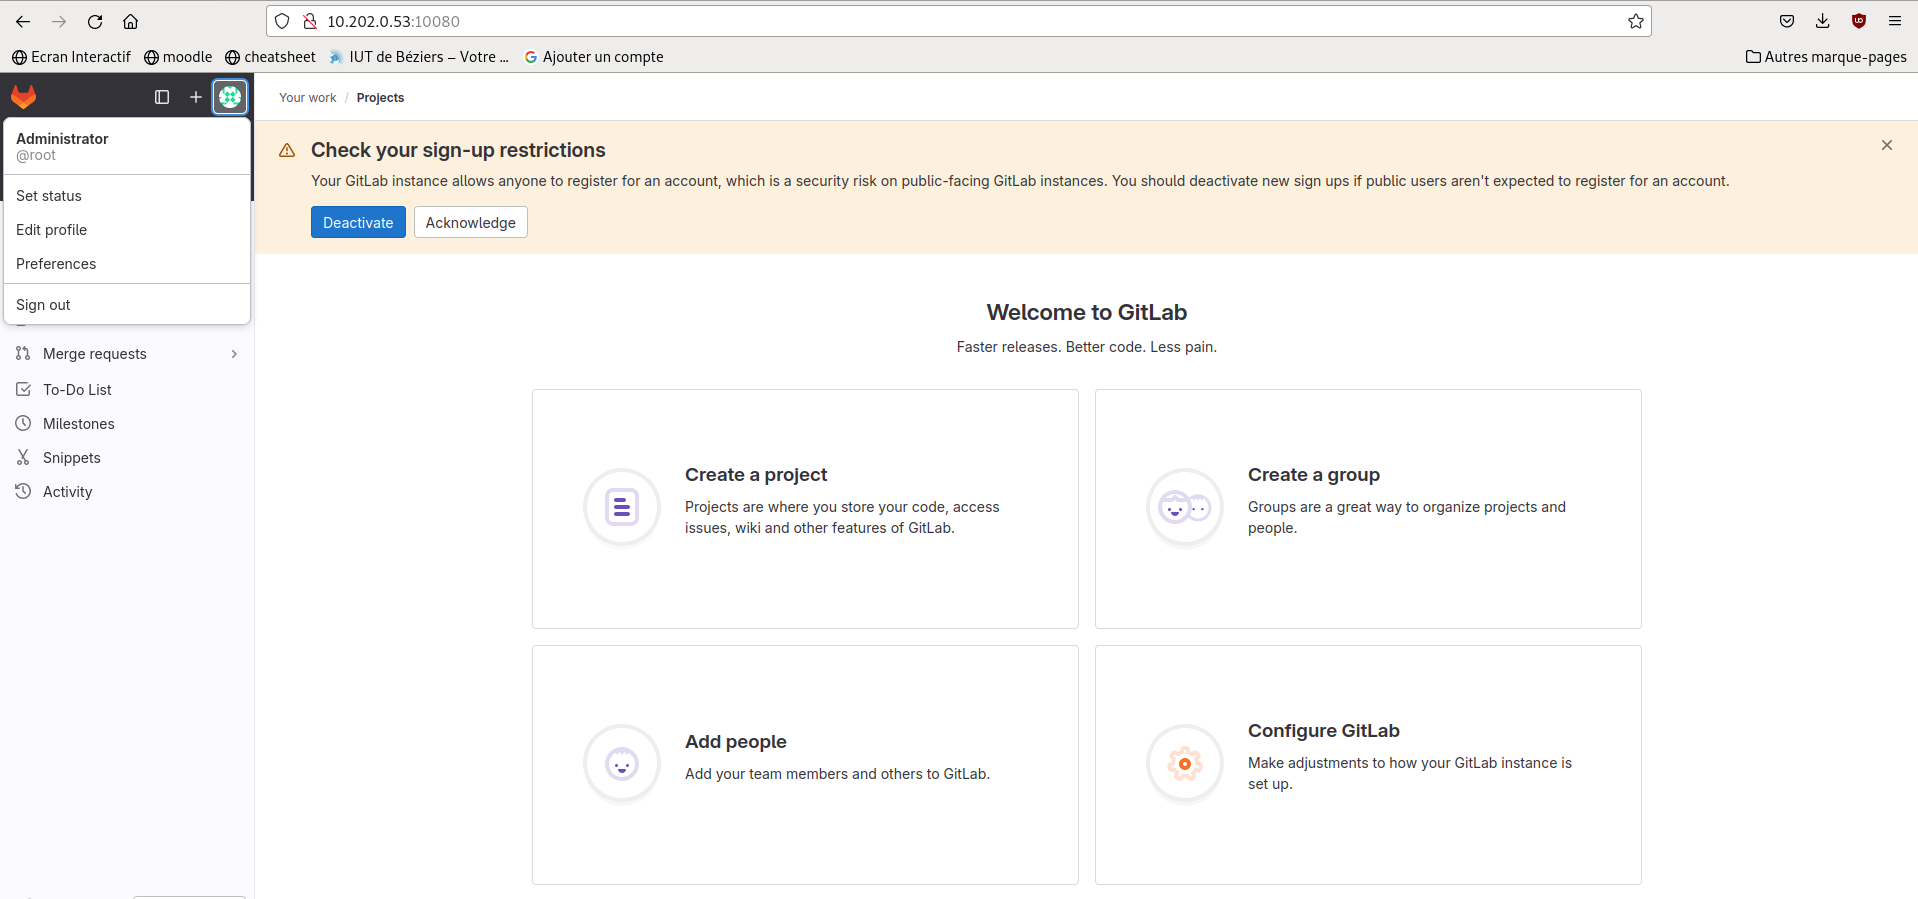 10.202.0.53:10080
Ecran Interactif moodle cheatsheet IUT de Béziers – Votre ... Ajouter un compte Autres marque-pages
Your work / Projects
Administrator
@root
Set status
Edit profile
Preferences
Sign out
Merge requests
To-Do List
Milestones
Snippets
Activity
Check your sign-up restrictions
Your GitLab instance allows anyone to register for an account, which is a security risk on public-facing GitLab instances. You should deactivate new sign ups if public users aren't expected to register for an account.
Deactivate Acknowledge
Welcome to GitLab
Faster releases. Better code. Less pain.
Create a project
Projects are where you store your code, access
issues, wiki and other features of GitLab.
Create a group
Groups are a great way to organize projects and
people.
Add people
Add your team members and others to GitLab.
Configure GitLab
Make adjustments to how your GitLab instance is
set up.